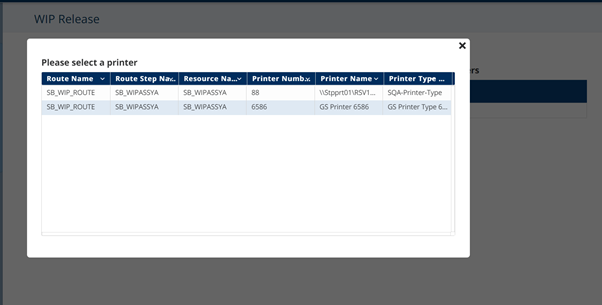 WIP Release
Please select a printer
ers
Route Name Route Step Na... Resource Na... Printer Numb... Printer Name Printer Type ...
SB_WIP_ROUTE SB_WIPASSYA SB_WIPASSYA 88 \\Stpprt01\RSV1... SQA-Printer-Type
SB_WIP_ROUTE SB_WIPASSYA SB_WIPASSYA 6586 GS Printer 6586 GS Printer Type 6...